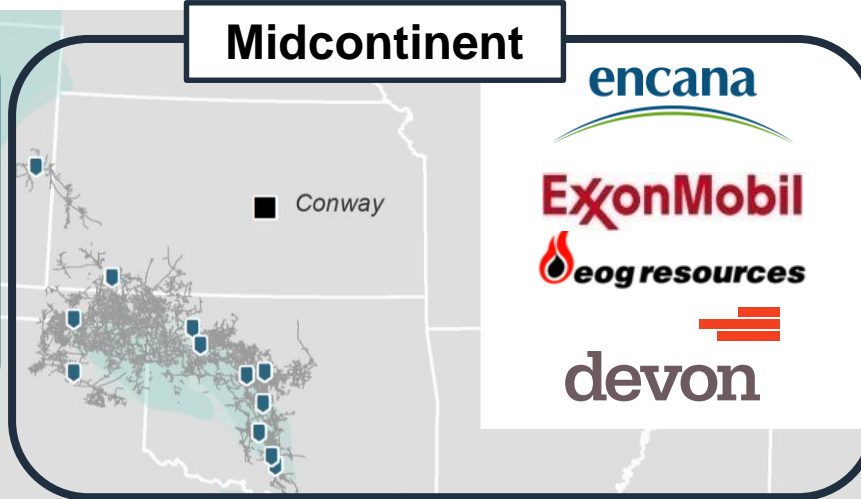 Midcontinent
encana
ExxonMobil
eog resources
devon
Conway